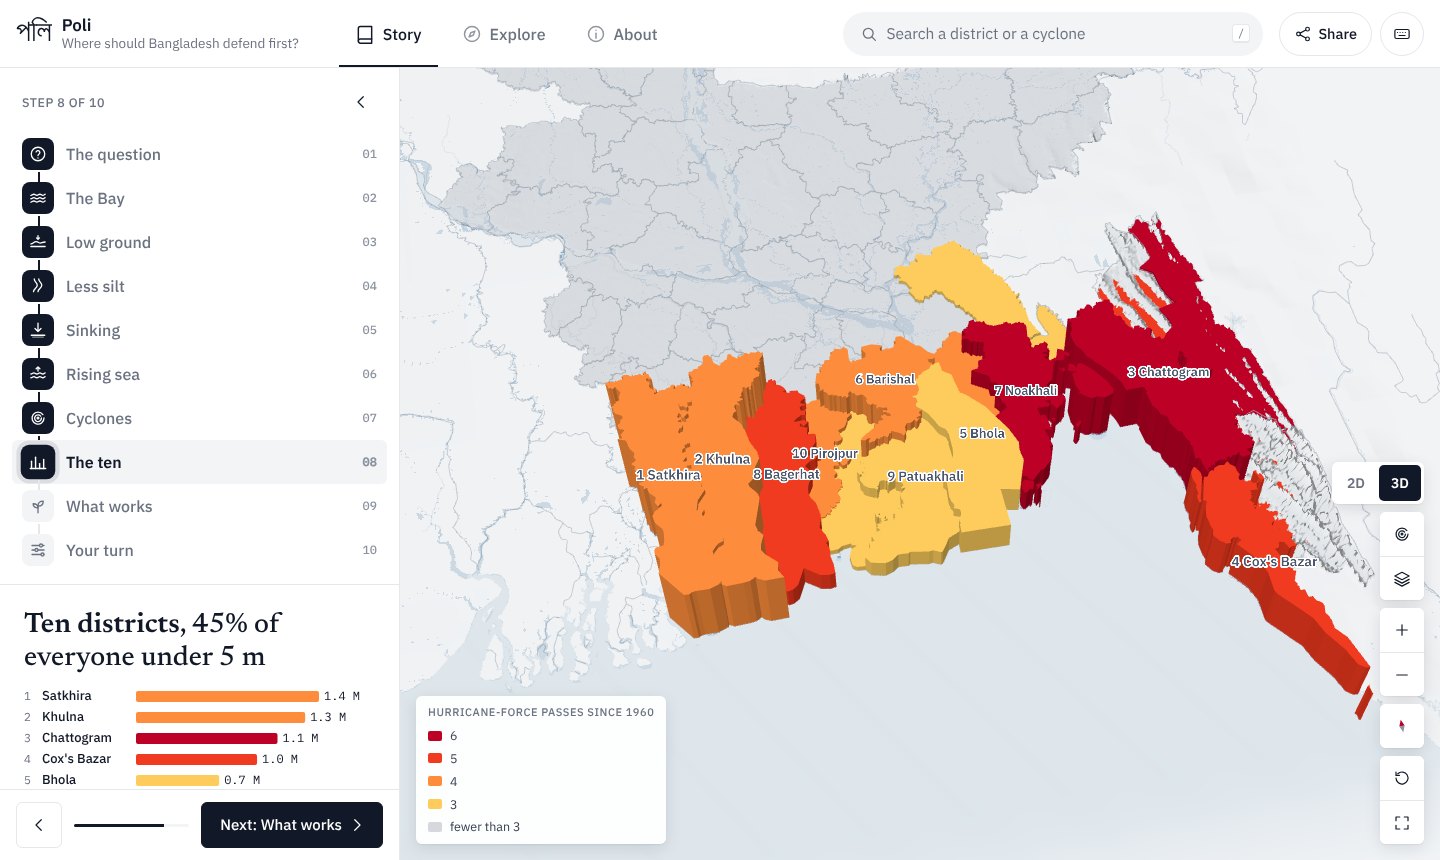 পলি
Poli
Where should Bangladesh defend first?
Story
Explore
About
Search a district or a cyclone
/
Share
STEP 8 OF 10
The question 01
The Bay 02
Low ground 03
Less silt 04
Sinking 05
Rising sea 06
Cyclones 07
The ten 08
What works 09
Your turn 10
Ten districts, 45% of
everyone under 5 m
1 Satkhira 1.4 M
2 Khulna 1.3 M
3 Chattogram 1.1 M
4 Cox's Bazar 1.0 M
5 Bhola 0.7 M
Next: What works
3 Chattogram
6 Barishal
7 Noakhali
5 Bhola
10 Pirojpur
2 Khulna
1 Satkhira
8 Bagerhat
9 Patuakhali
4 Cox's Bazar
2D
3D
HURRICANE-FORCE PASSES SINCE 1960
6
5
4
3
fewer than 3